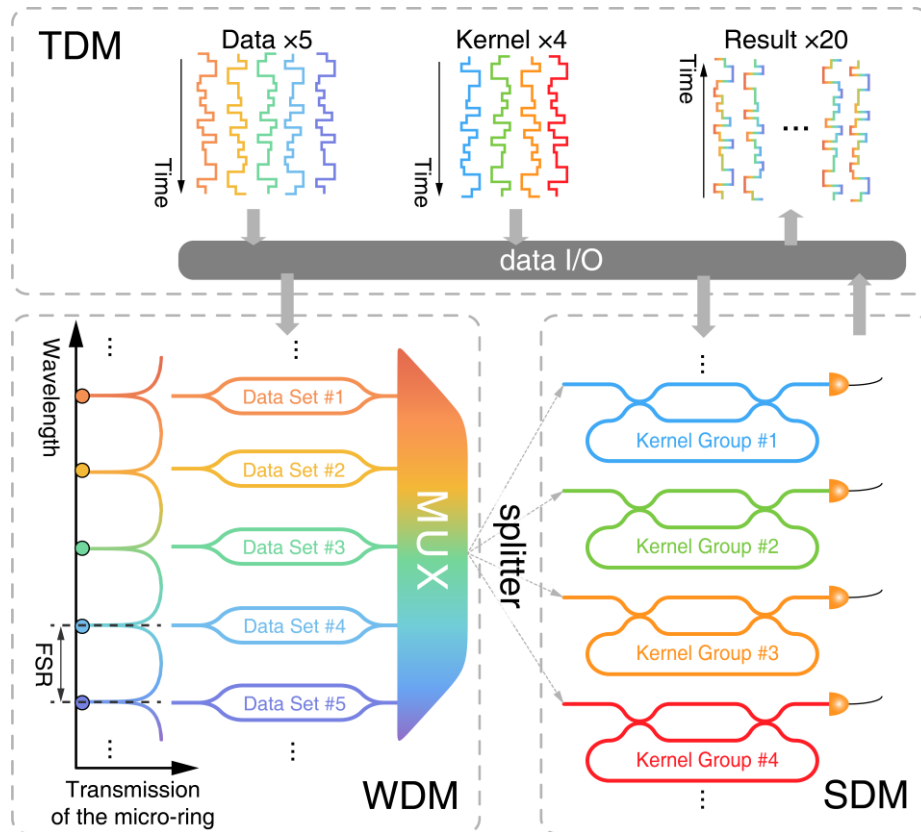 TDM
Data ×5
Kernel ×4
Result ×20
Time
Time
Time
...
data I/O
Wavelength
...
...
Data Set #1
Data Set #2
Data Set #3
Data Set #4
Data Set #5
FSR
...
...
MUX
splitter
...
Kernel Group #1
Kernel Group #2
Kernel Group #3
Kernel Group #4
...
Transmission
of the micro-ring
WDM
SDM